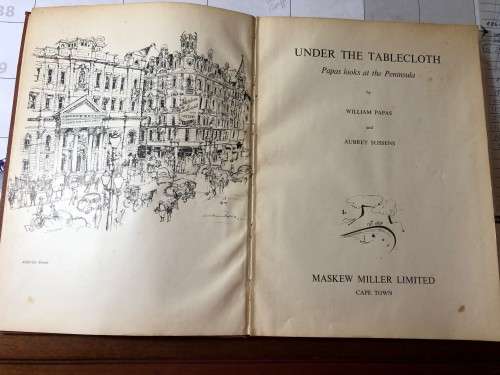 UNDER THE TABLECLOTH
Papas looks at the Peninsula
by
WILLIAM PAPAS
and
AUBREY SUSSENS
MASKEW MILLER LIMITED
CAPE TOWN